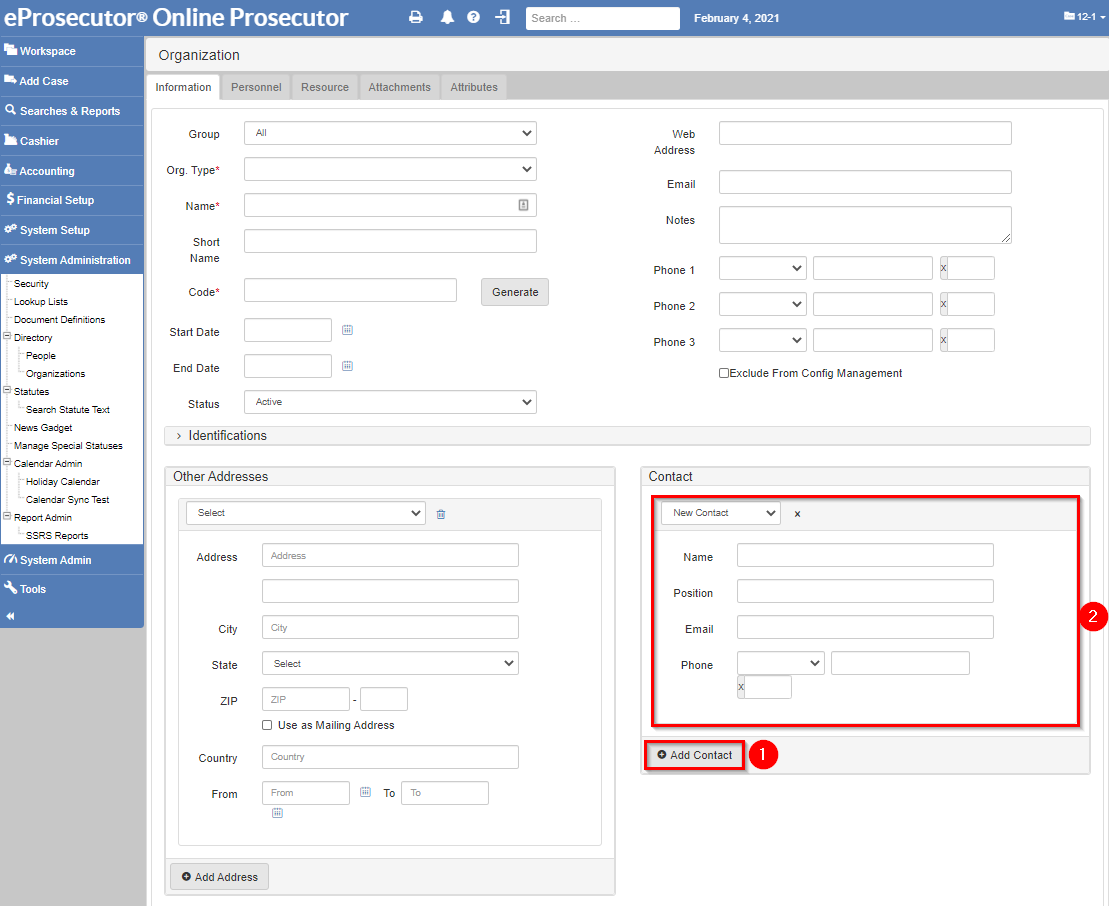 eProsecutor® Online Prosecutor
Search ...
February 4, 2021
12-1
Workspace
Add Case
Searches & Reports
Cashier
Accounting
Financial Setup
System Setup
System Administration
Security
Lookup Lists
Document Definitions
Directory
People
Organizations
Statutes
Search Statute Text
News Gadget
Manage Special Statuses
Calendar Admin
Holiday Calendar
Calendar Sync Test
Report Admin
SSRS Reports
System Admin
Tools
Organization
Information Personnel Resource Attachments Attributes
Group All
Org. Type*
Name*
Short
Name
Code* Generate
Start Date
End Date
Status Active
Web
Address
Email
Notes
Phone 1 x
Phone 2 x
Phone 3 x
Exclude From Config Management
Identifications
Other Addresses
Select
Address Address
City City
State Select
ZIP ZIP -
Use as Mailing Address
Country Country
From From To To
Add Address
Contact
New Contact x
Name
Position
Email
Phone
x
2
Add Contact 1